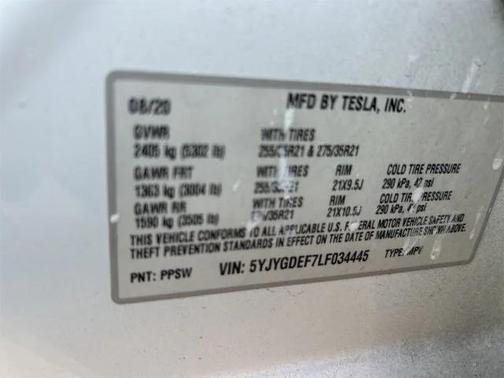 08/20 MFD BY TESLA, INC.
GVWR WITH TIRES
2405 kg (5302 lb) 255/35R21 & 275/35R21
GAWR FRT WITH TIRES RIM COLD TIRE PRESSURE
1363 kg (3004 lb) 21X9.5J 290 kPa, 42 psi
GAWR RR WITH TIRES RIM COLD TIRE PRESSURE
1590 kg (3505 lb) 21X10.5J 290 kPa, psi
THIS VEHICLE CONFORMS TO ALL APPLICABLE U.S. FEDERAL MOTOR VEHICLE SAFETY AND
THEFT PREVENTION STANDARDS IN EFFECT ON THE DATE OF MANUFACTURE SHOWN ABOVE.
PNT: PPSW VIN: 5YJYGDEF7LF034445 TYPE: MPV